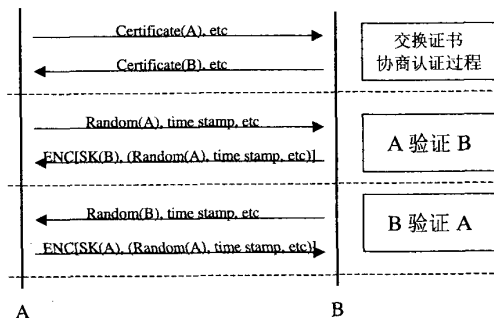 Certificate(A), etc
Certificate(B), etc
交换证书
协商认证过程
Random(A), time stamp, etc
ENC[SK(B), (Random(A), time stamp, etc)]
A 验证 B
Random(B), time stamp, etc
ENC[SK(A), (Random(A), time stamp, etc)]
B 验证 A
A
B